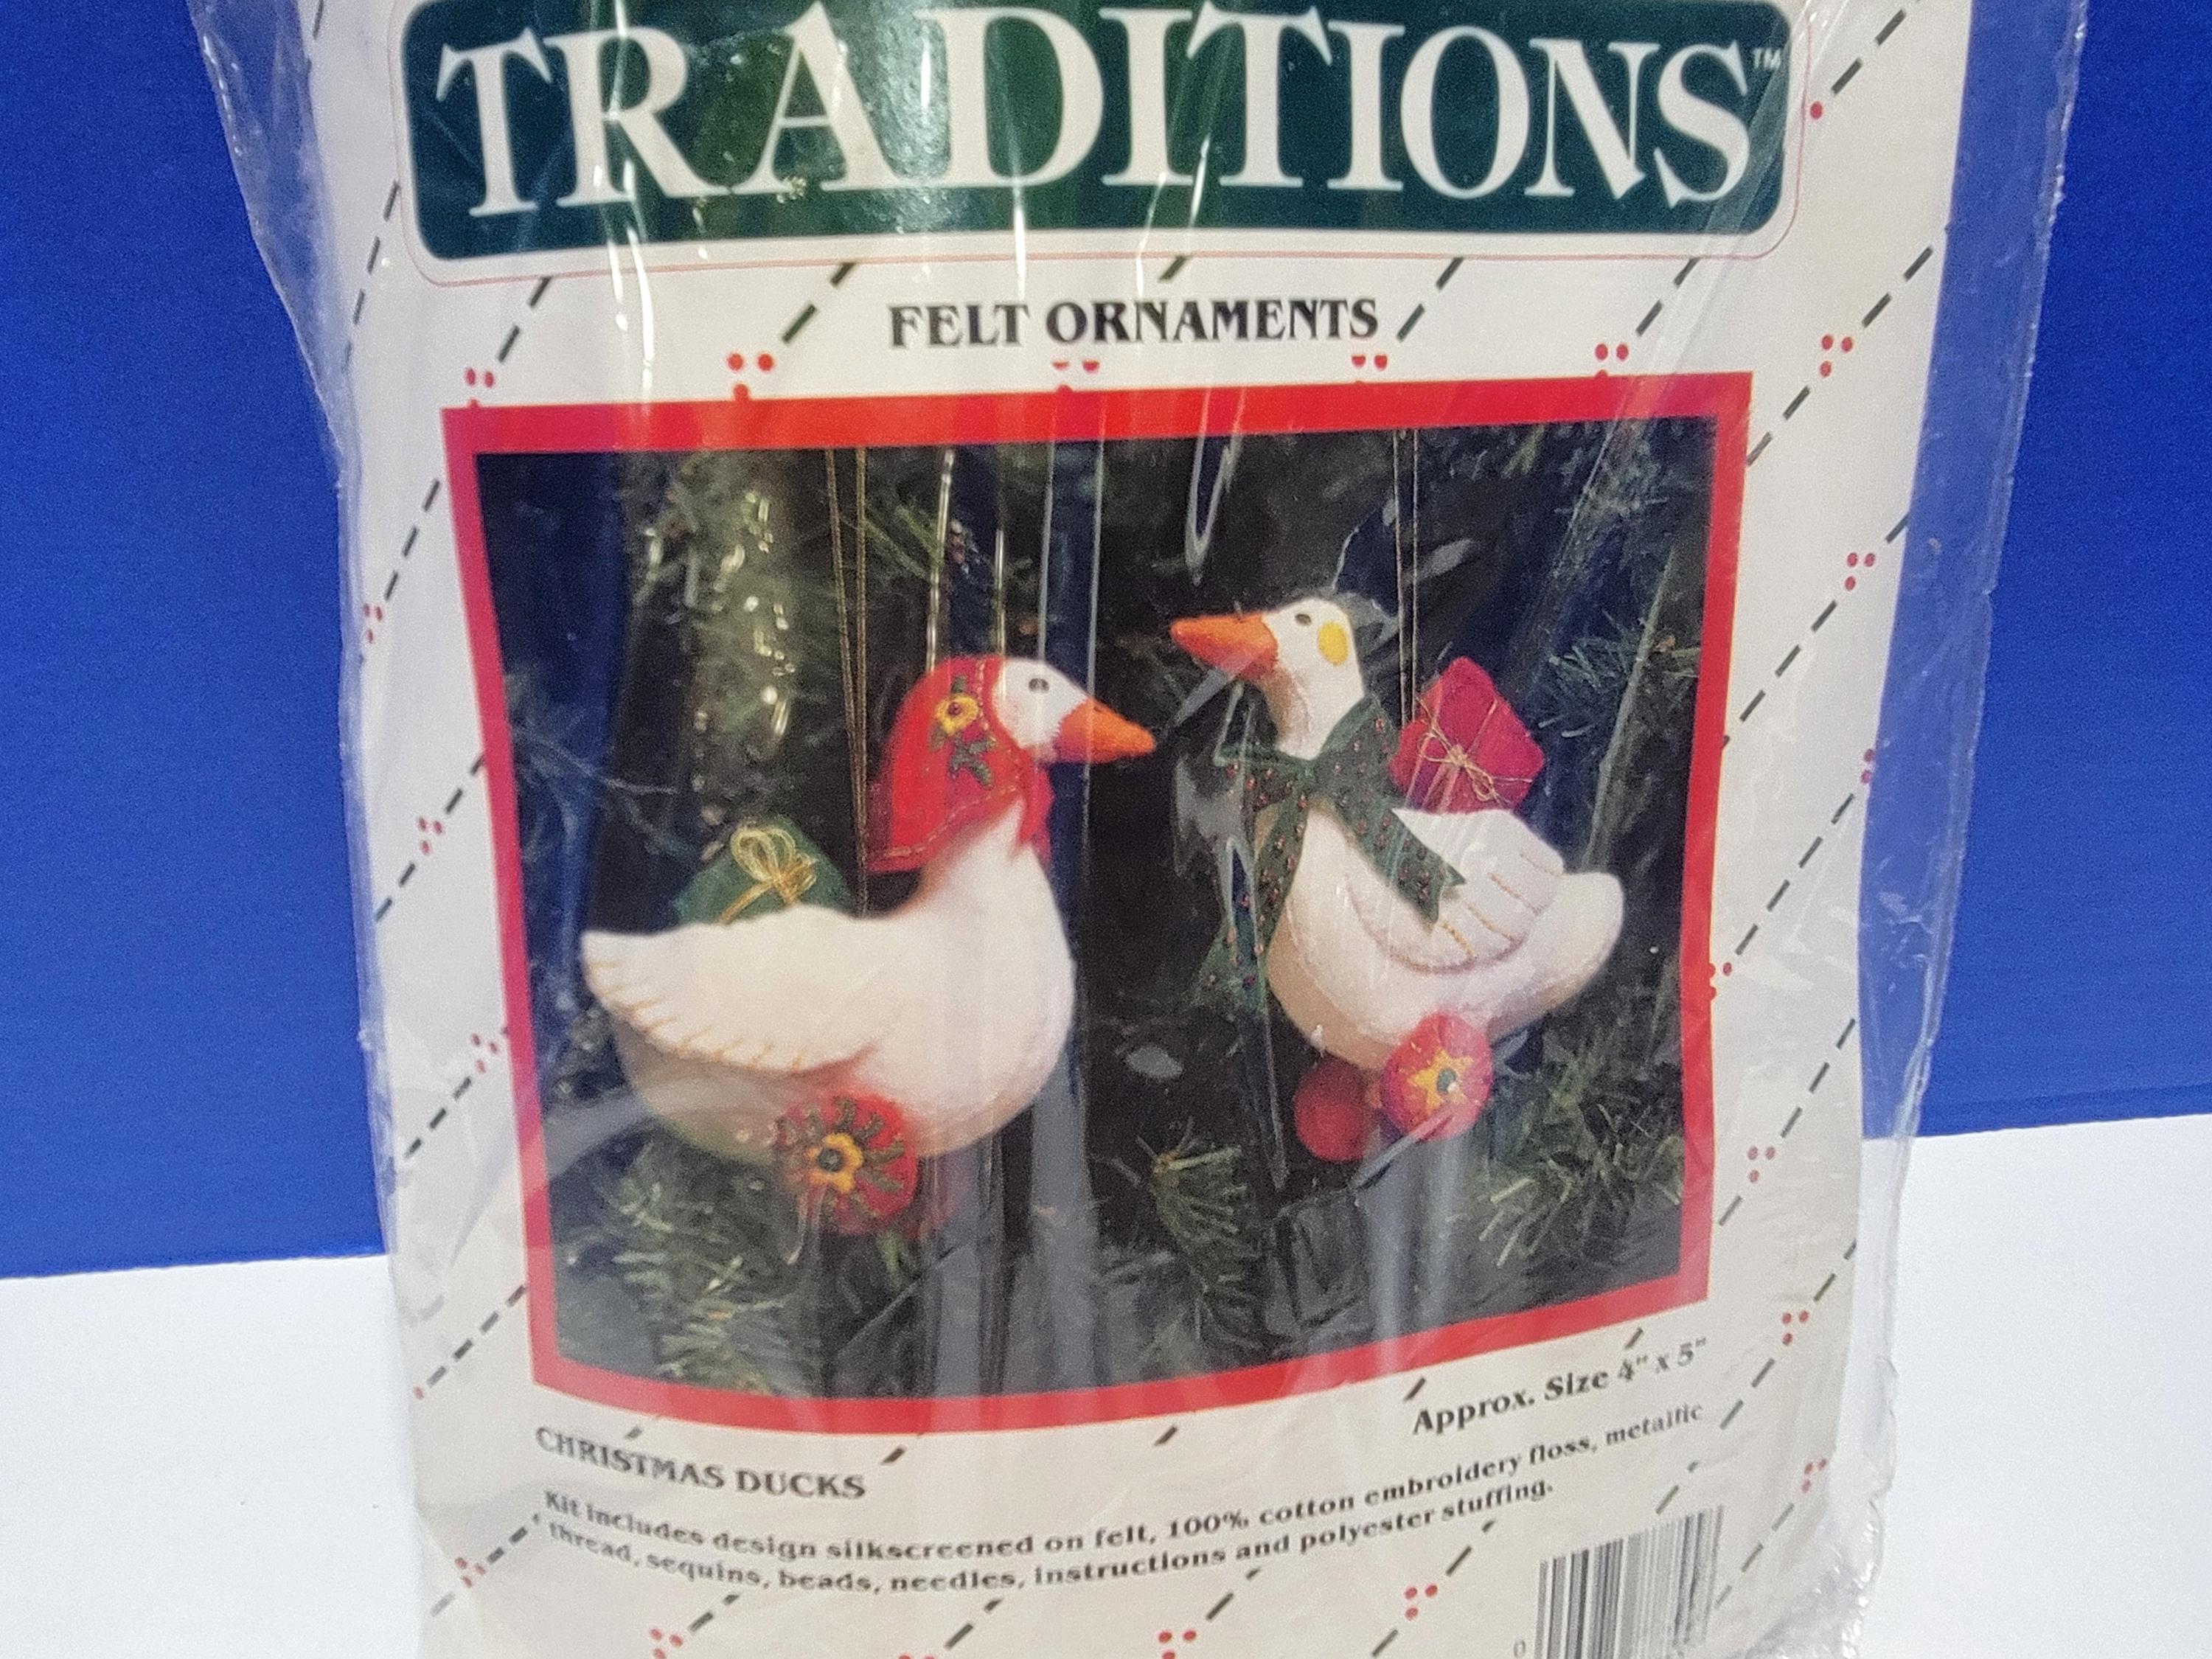 TRADITIONS™
FELT ORNAMENTS
Approx. Size 4" x 5"
CHRISTMAS DUCKS
Kit includes design silkscreened on felt, 100% cotton embroidery floss, metallic
thread, sequins, beads, needles, instructions and polyester stuffing.
0